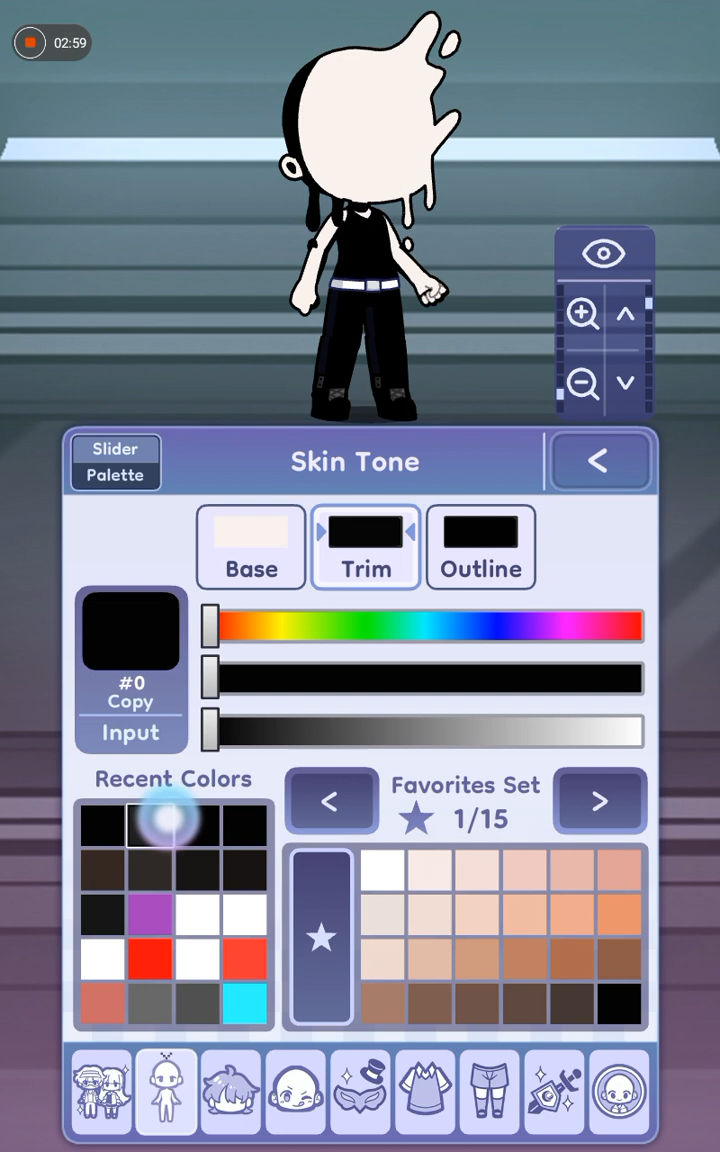 02:59
Slider
Palette
Skin Tone
Base
Trim
Outline
#0
Copy
Input
Recent Colors
Favorites Set
1/15